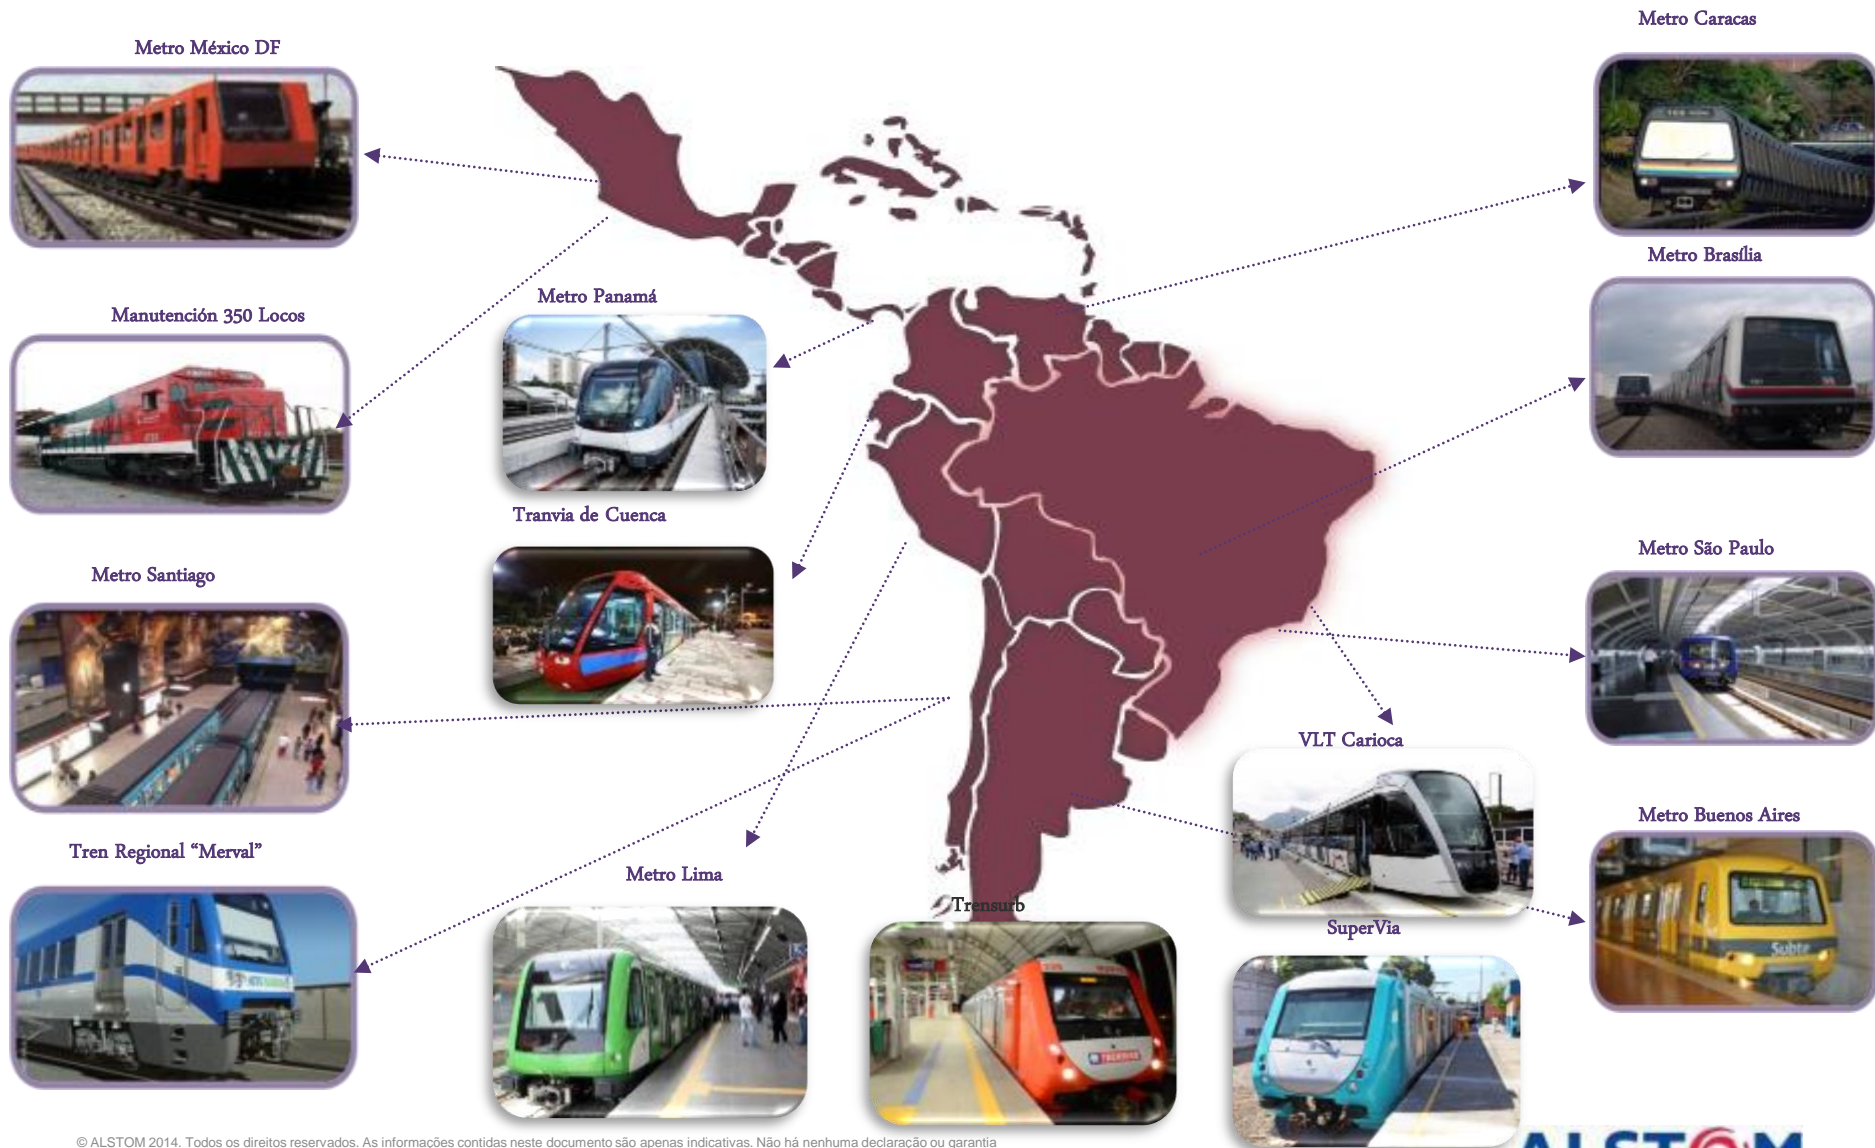 Metro Caracas
Metro México DF
Metro Brasília
Metro Panamá
Manutención 350 Locos
Tranvia de Cuenca
Metro São Paulo
Metro Santiago
VLT Carioca
Metro Buenos Aires
Tren Regional “Merval”
Metro Lima
Trensurb
SuperVia
Subte
© ALSTOM 2014. Todos os direitos reservados. As informações contidas neste documento são apenas indicativas. Não há nenhuma declaração ou garantia
ALSTOM